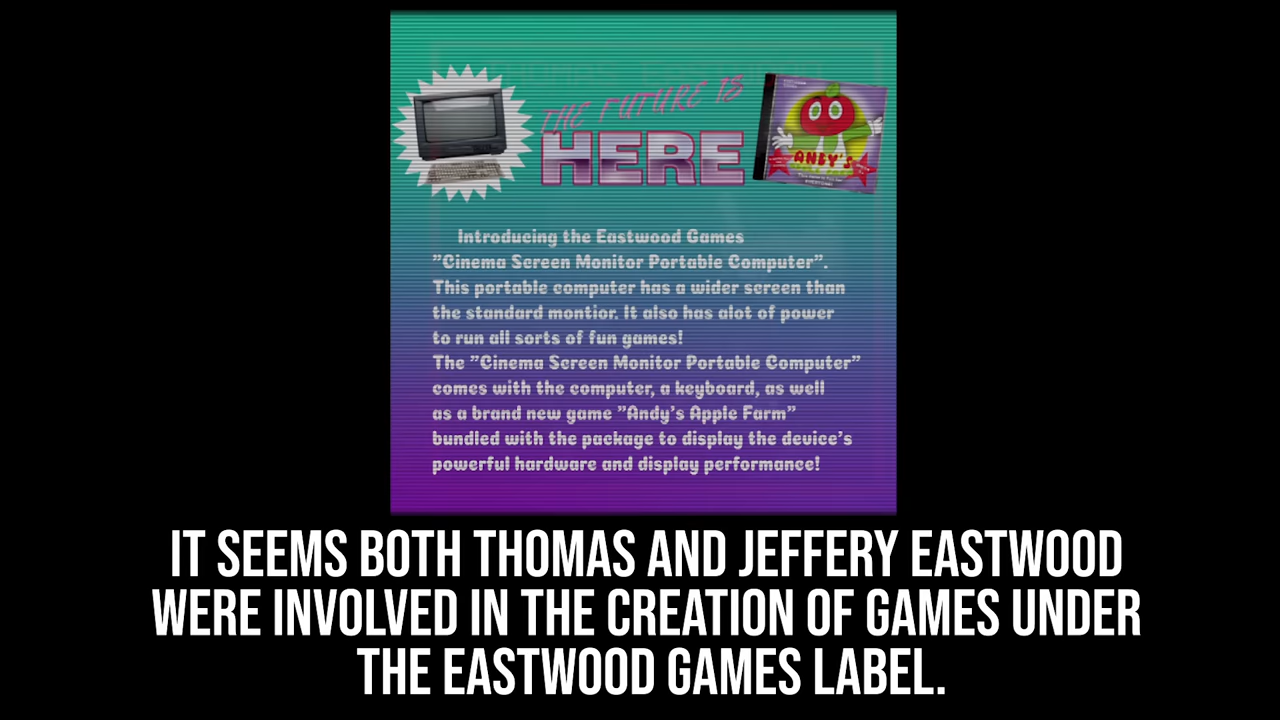 THE FUTURE IS
HERE
ANDY'S
Introducing the Eastwood Games
"Cinema Screen Monitor Portable Computer".
This portable computer has a wider screen than
the standard montior. It also has alot of power
to run all sorts of fun games!
The "Cinema Screen Monitor Portable Computer"
comes with the computer, a keyboard, as well
as a brand new game "Andy's Apple Farm"
bundled with the package to display the device's
powerful hardware and display performance!
IT SEEMS BOTH THOMAS AND JEFFERY EASTWOOD
WERE INVOLVED IN THE CREATION OF GAMES UNDER
THE EASTWOOD GAMES LABEL.